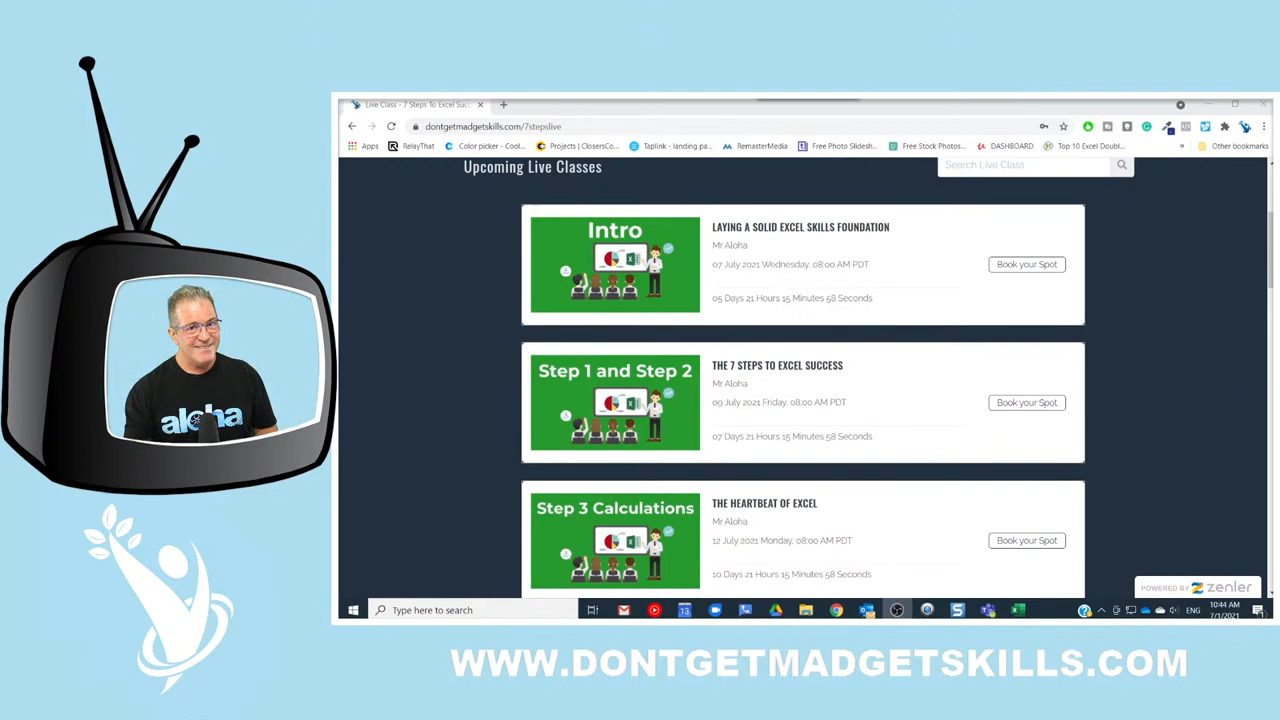 Live Class - 7 Steps To Excel Succ
dontgetmadgetskills.com/7stepslive
Apps RelayThat Color picker - Cool... Projects | ClosersCo... Taplink - landing pa... RemasterMedia Free Photo Slidesh... Free Stock Photos... DASHBOARD Top 10 Excel Doubl... » Other bookmarks
Upcoming Live Classes
Search Live Class
Intro
LAYING A SOLID EXCEL SKILLS FOUNDATION
Mr Aloha
07 July 2021 Wednesday, 08:00 AM PDT
Book your Spot
05 Days 21 Hours 15 Minutes 58 Seconds
Step 1 and Step 2
THE 7 STEPS TO EXCEL SUCCESS
Mr Aloha
09 July 2021 Friday, 08:00 AM PDT
Book your Spot
07 Days 21 Hours 15 Minutes 58 Seconds
Step 3 Calculations
THE HEARTBEAT OF EXCEL
Mr Aloha
12 July 2021 Monday, 08:00 AM PDT
Book your Spot
10 Days 21 Hours 15 Minutes 58 Seconds
POWERED BY zenler
Type here to search
ENG
10:44 AM
7/1/2021
aloha
WWW.DONTGETMADGETSKILLS.COM